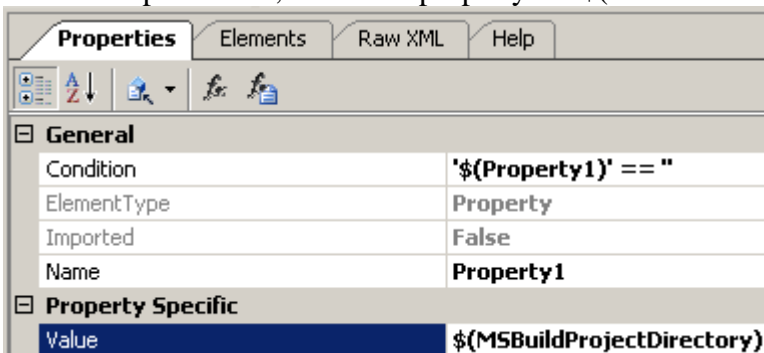 Properties Elements Raw XML Help
General
Condition '$(Property1)' == ''
ElementType Property
Imported False
Name Property1
Property Specific
Value $(MSBuildProjectDirectory)